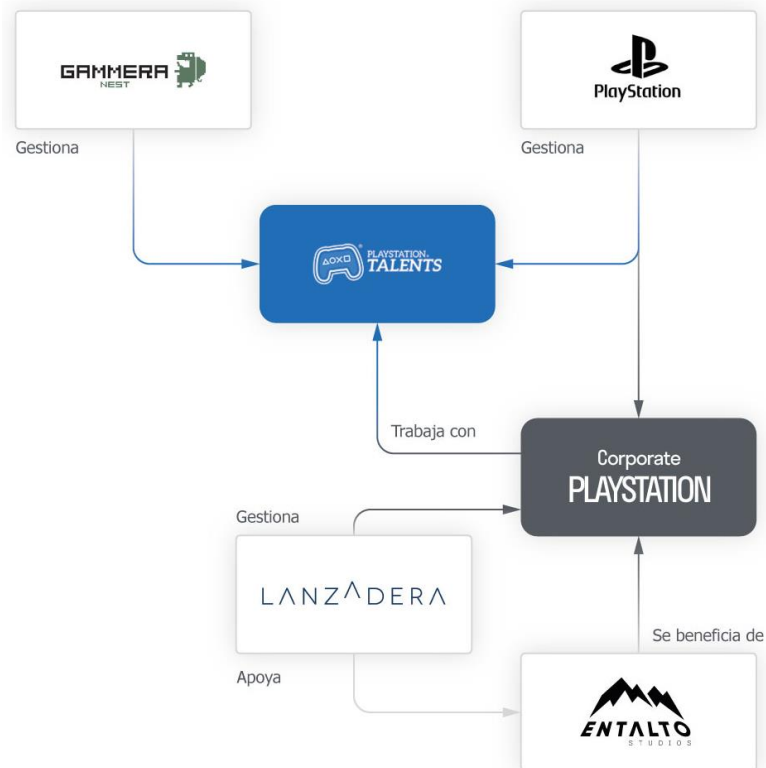 GAMMERA
NEST
PlayStation
Gestiona
Gestiona
PLAYSTATION®
TALENTS
Trabaja con
Corporate
PLAYSTATION
Gestiona
LANZADERA
Se beneficia de
Apoya
ENTALTO
STUDIOS